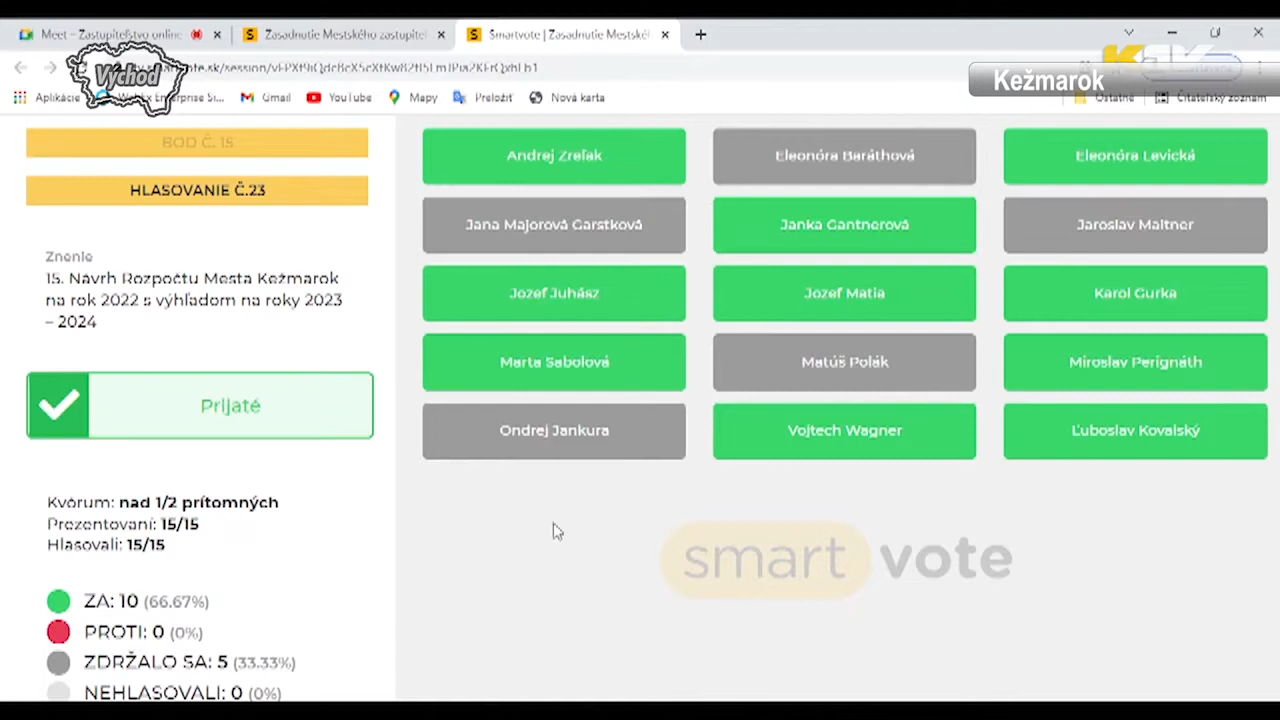 Meet – Zastupiteľstvo online
Zasadnutie Mestského zastupiteľ
Smartvote | Zasadnutie Mestské
Východ
Kežmarok
Aplikácie
Gmail
YouTube
Mapy
Preložiť
Nová karta
Ostatné
Čitateľský zoznam
BOD Č. 15
HLASOVANIE Č.23
Znenie
15. Návrh Rozpočtu Mesta Kežmarok
na rok 2022 s výhľadom na roky 2023
– 2024
Prijaté
Kvórum: nad 1/2 prítomných
Prezentovaní: 15/15
Hlasovali: 15/15
ZA: 10 (66.67%)
PROTI: 0 (0%)
ZDRŽALO SA: 5 (33.33%)
NEHLASOVALI: 0 (0%)
Andrej Zreľak
Eleonóra Baráthová
Eleonóra Levická
Jana Majorová Garstková
Janka Gantnerová
Jaroslav Maitner
Jozef Juhász
Jozef Matia
Karol Gurka
Marta Sabolová
Matúš Polák
Miroslav Perignáth
Ondrej Jankura
Vojtech Wagner
Ľuboslav Kovalský
smart vote